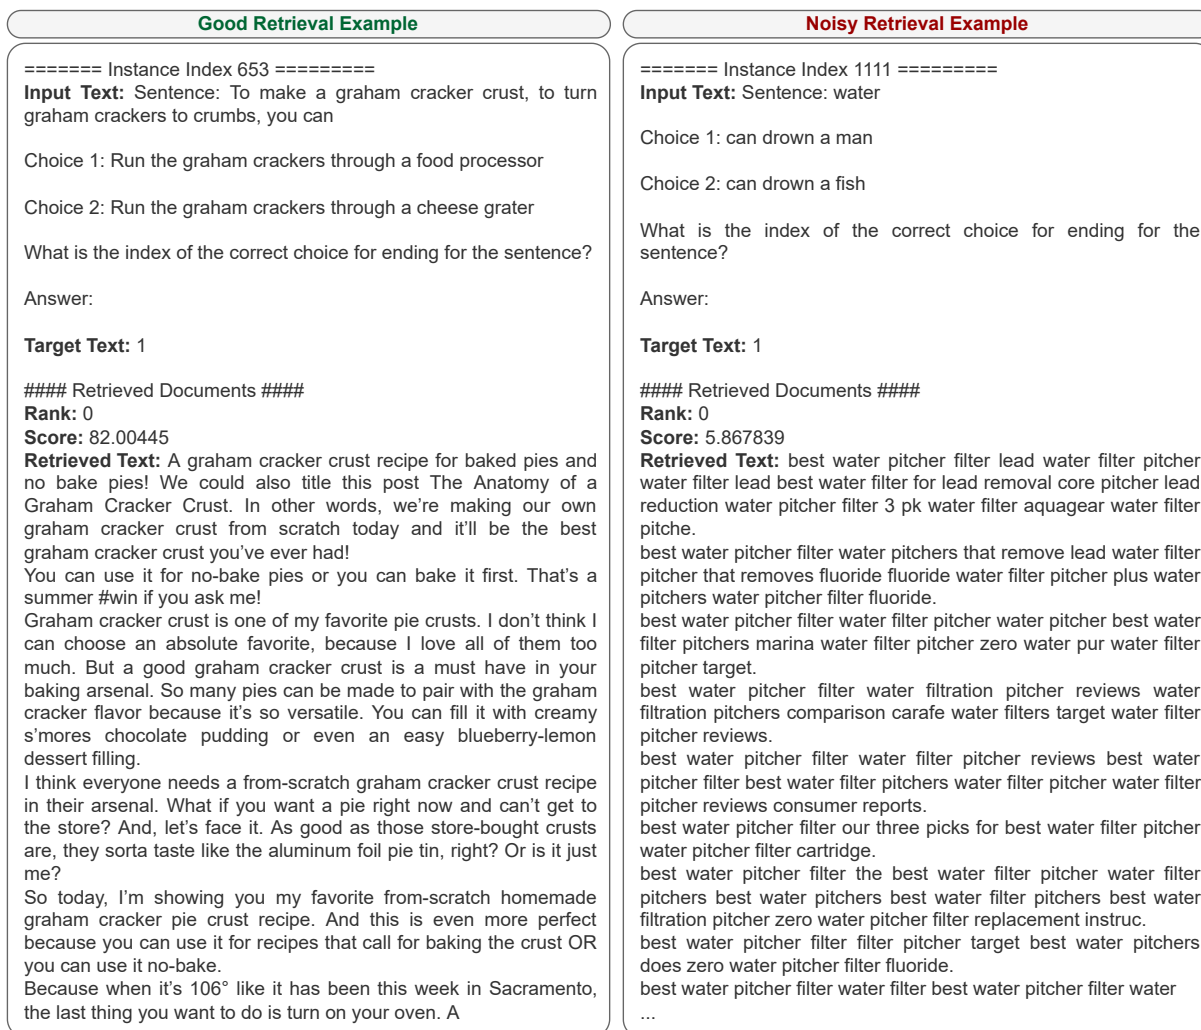 Good Retrieval Example
======= Instance Index 653 =========
Input Text: Sentence: To make a graham cracker crust, to turn
graham crackers to crumbs, you can
Choice 1: Run the graham crackers through a food processor
Choice 2: Run the graham crackers through a cheese grater
What is the index of the correct choice for ending for the sentence?
Answer:
Target Text: 1
#### Retrieved Documents ####
Rank: 0
Score: 82.00445
Retrieved Text: A graham cracker crust recipe for baked pies and
no bake pies! We could also title this post The Anatomy of a
Graham Cracker Crust. In other words, we’re making our own
graham cracker crust from scratch today and it’ll be the best
graham cracker crust you’ve ever had!
You can use it for no-bake pies or you can bake it first. That’s a
summer #win if you ask me!
Graham cracker crust is one of my favorite pie crusts. I don’t think I
can choose an absolute favorite, because I love all of them too
much. But a good graham cracker crust is a must have in your
baking arsenal. So many pies can be made to pair with the graham
cracker flavor because it’s so versatile. You can fill it with creamy
s’mores chocolate pudding or even an easy blueberry-lemon
dessert filling.
I think everyone needs a from-scratch graham cracker crust recipe
in their arsenal. What if you want a pie right now and can’t get to
the store? And, let’s face it. As good as those store-bought crusts
are, they sorta taste like the aluminum foil pie tin, right? Or is it just
me?
So today, I’m showing you my favorite from-scratch homemade
graham cracker pie crust recipe. And this is even more perfect
because you can use it for recipes that call for baking the crust OR
you can use it no-bake.
Because when it’s 106° like it has been this week in Sacramento,
the last thing you want to do is turn on your oven. A
Noisy Retrieval Example
======= Instance Index 1111 =========
Input Text: Sentence: water
Choice 1: can drown a man
Choice 2: can drown a fish
What is the index of the correct choice for ending for the
sentence?
Answer:
Target Text: 1
#### Retrieved Documents ####
Rank: 0
Score: 5.867839
Retrieved Text: best water pitcher filter lead water filter pitcher
water filter lead best water filter for lead removal core pitcher lead
reduction water pitcher filter 3 pk water filter aquagear water filter
pitche.
best water pitcher filter water pitchers that remove lead water filter
pitcher that removes fluoride fluoride water filter pitcher plus water
pitchers water pitcher filter fluoride.
best water pitcher filter water filter pitcher water pitcher best water
filter pitchers marina water filter pitcher zero water pur water filter
pitcher target.
best water pitcher filter water filtration pitcher reviews water
filtration pitchers comparison carafe water filters target water filter
pitcher reviews.
best water pitcher filter water filter pitcher reviews best water
pitcher filter best water filter pitchers water filter pitcher water filter
pitcher reviews consumer reports.
best water pitcher filter our three picks for best water filter pitcher
water pitcher filter cartridge.
best water pitcher filter the best water filter pitcher water filter
pitchers best water pitchers best water filter pitchers best water
filtration pitcher zero water pitcher filter replacement instruc.
best water pitcher filter filter pitcher target best water pitchers
does zero water pitcher filter fluoride.
best water pitcher filter water filter best water pitcher filter water
...